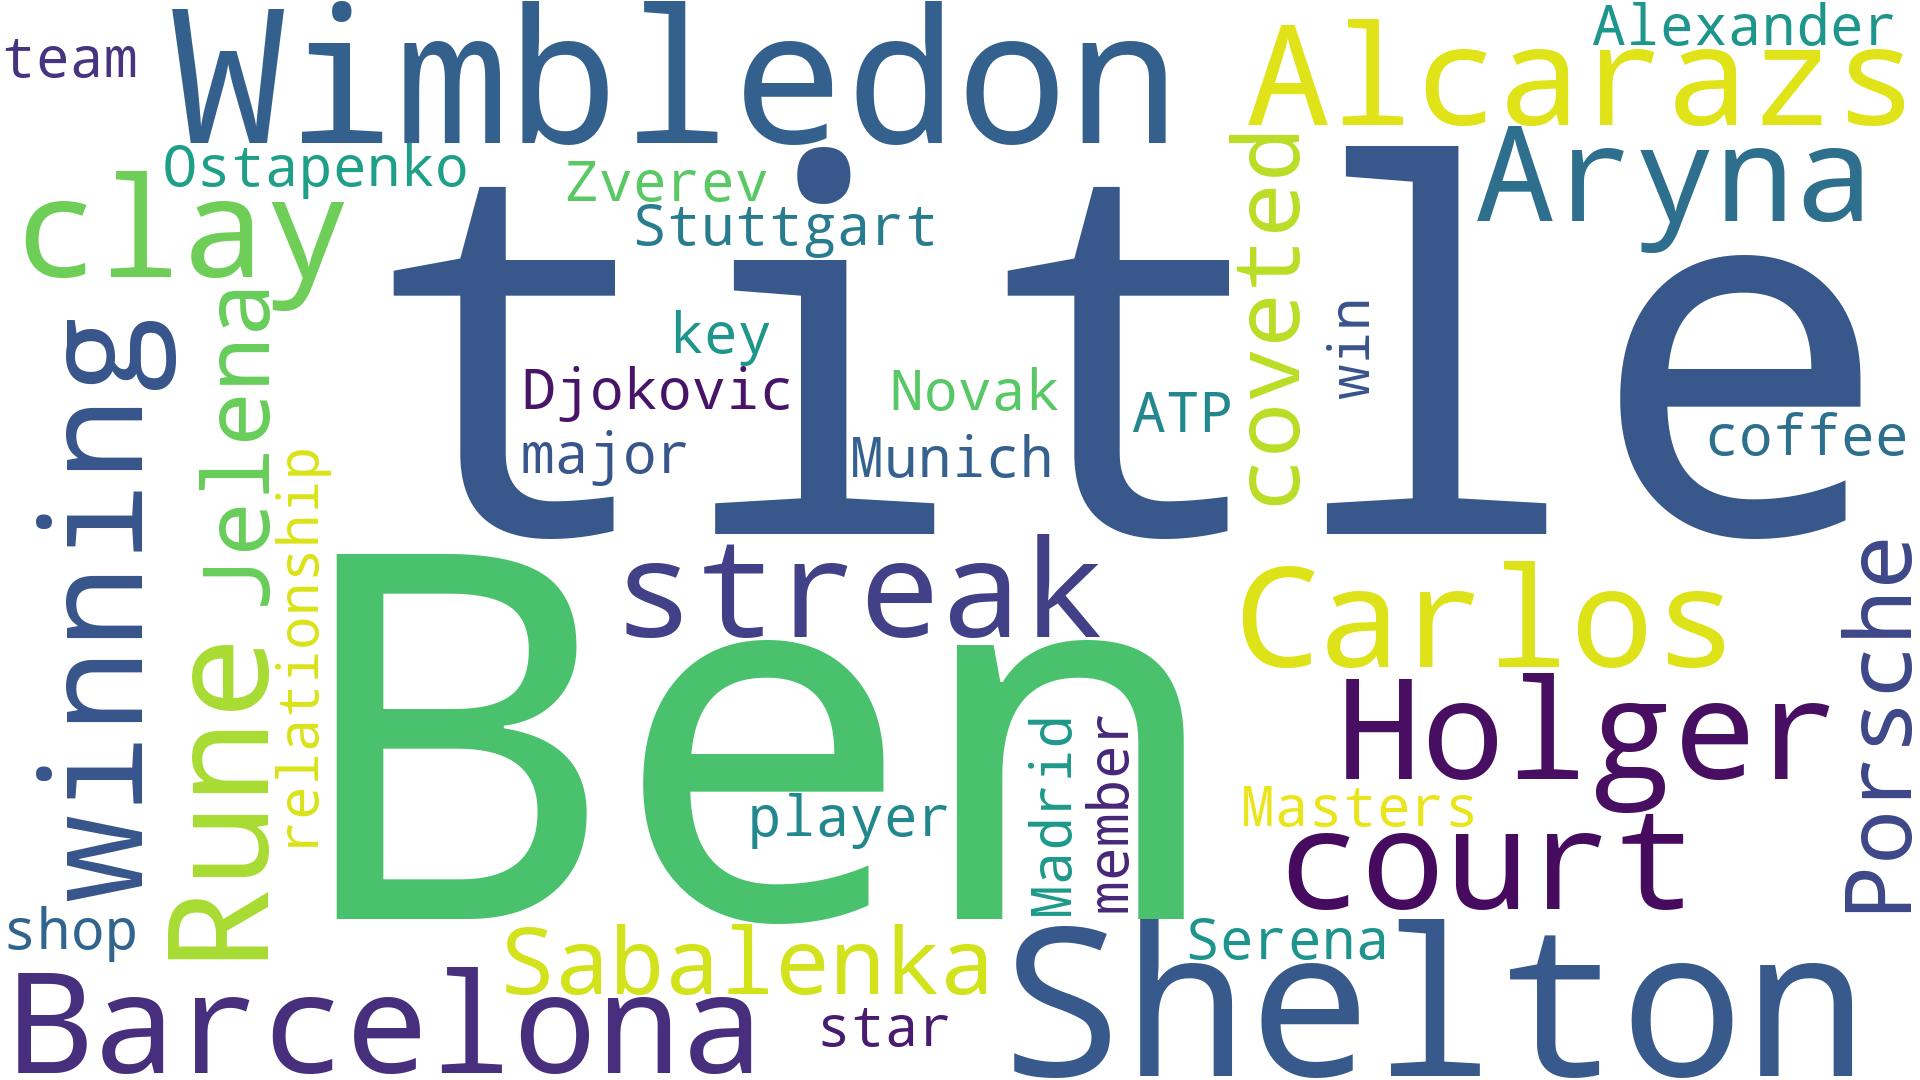 team
Wimbledon
Alcarazs
Alexander
Ostapenko
Zverev
Aryna
clay
Stuttgart
title
coveted
win
key
Djokovic
Novak
ATP
major
Munich
coffee
winning
Jelena
relationship
Rune
Ben
streak
Carlos
Porsche
Holger
Madrid
member
player
Masters
court
shop
Sabalenka
Serena
Shelton
Barcelona
star